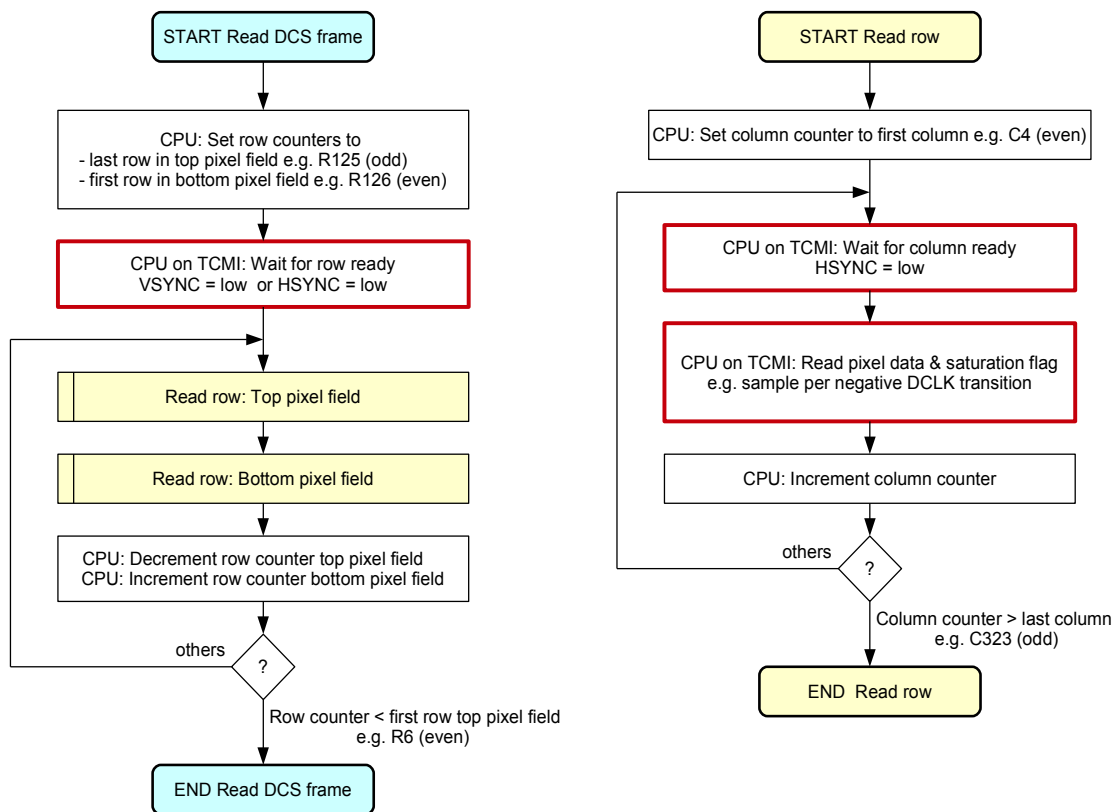 START Read DCS frame
CPU: Set row counters to
- last row in top pixel field e.g. R125 (odd)
- first row in bottom pixel field e.g. R126 (even)
CPU on TCMI: Wait for row ready
VSYNC = low or HSYNC = low
Read row: Top pixel field
Read row: Bottom pixel field
CPU: Decrement row counter top pixel field
CPU: Increment row counter bottom pixel field
others
?
Row counter < first row top pixel field
e.g. R6 (even)
END Read DCS frame
START Read row
CPU: Set column counter to first column e.g. C4 (even)
CPU on TCMI: Wait for column ready
HSYNC = low
CPU on TCMI: Read pixel data & saturation flag
e.g. sample per negative DCLK transition
CPU: Increment column counter
others
?
Column counter > last column
e.g. C323 (odd)
END Read row